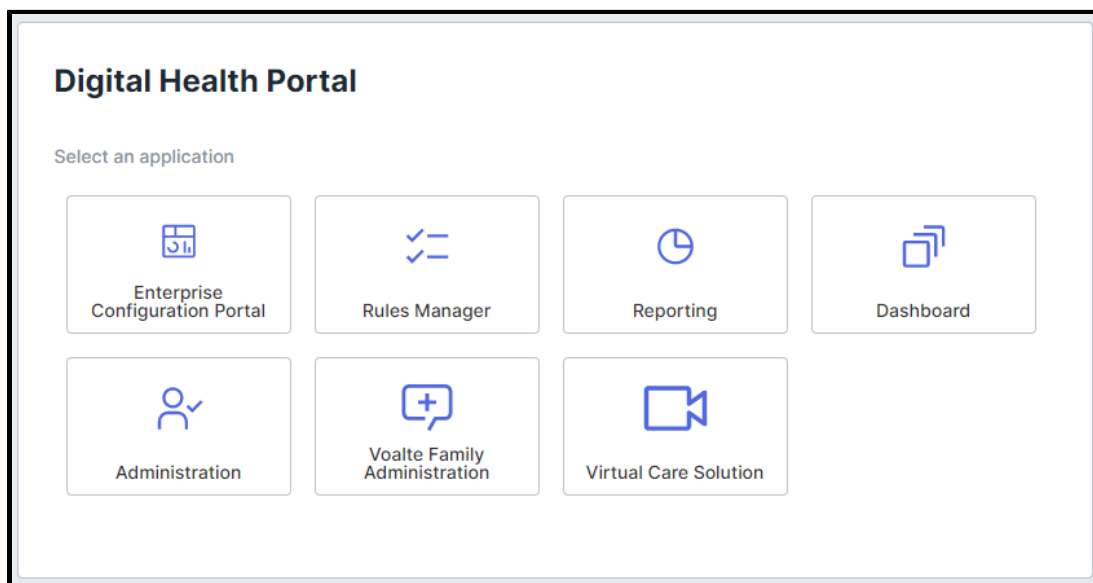 Digital Health Portal
Select an application
Enterprise
Configuration Portal
Rules Manager
Reporting
Dashboard
Administration
Voalte Family
Administration
Virtual Care Solution